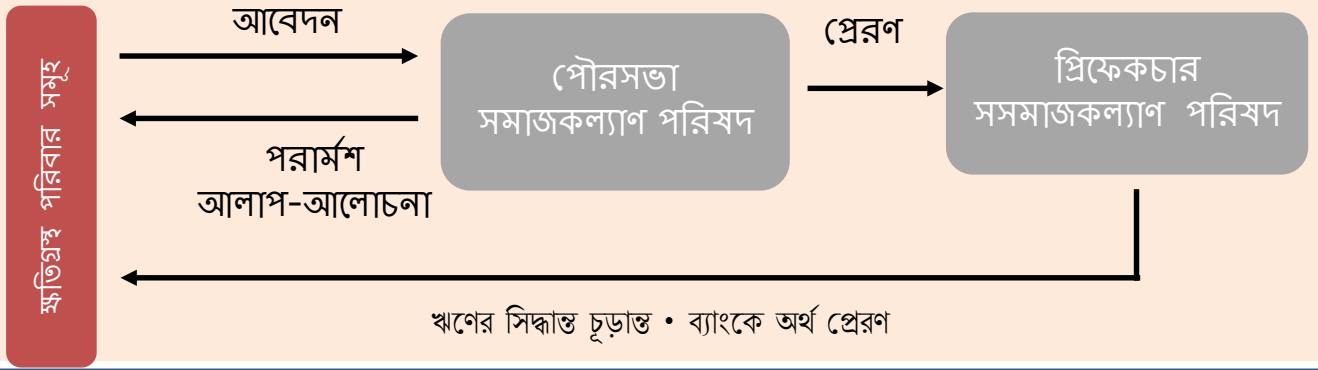 ক্ষতিগ্রস্থ পরিবার সমূহ
আবেদন
পরার্মশ
আলাপ-আলোচনা
পৌরসভা
সমাজকল্যাণ পরিষদ
প্রেরণ
প্রিফেকচার
সসমাজকল্যাণ পরিষদ
ঋণের সিদ্ধান্ত চূড়ান্ত • ব্যাংকে অর্থ প্রেরণ